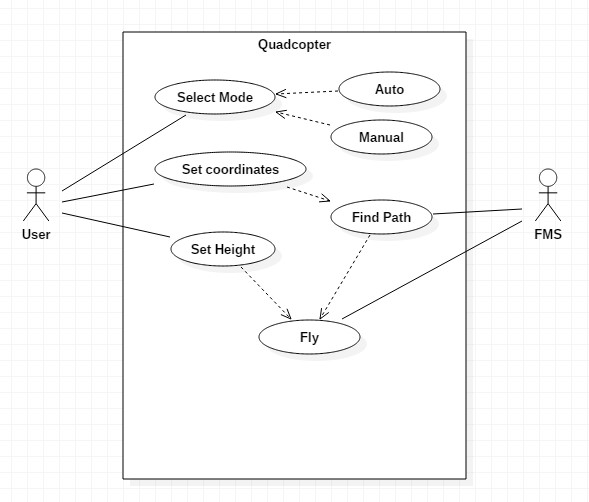 Quadcopter
Select Mode
Auto
Manual
Set coordinates
Find Path
User
FMS
Set Height
Fly